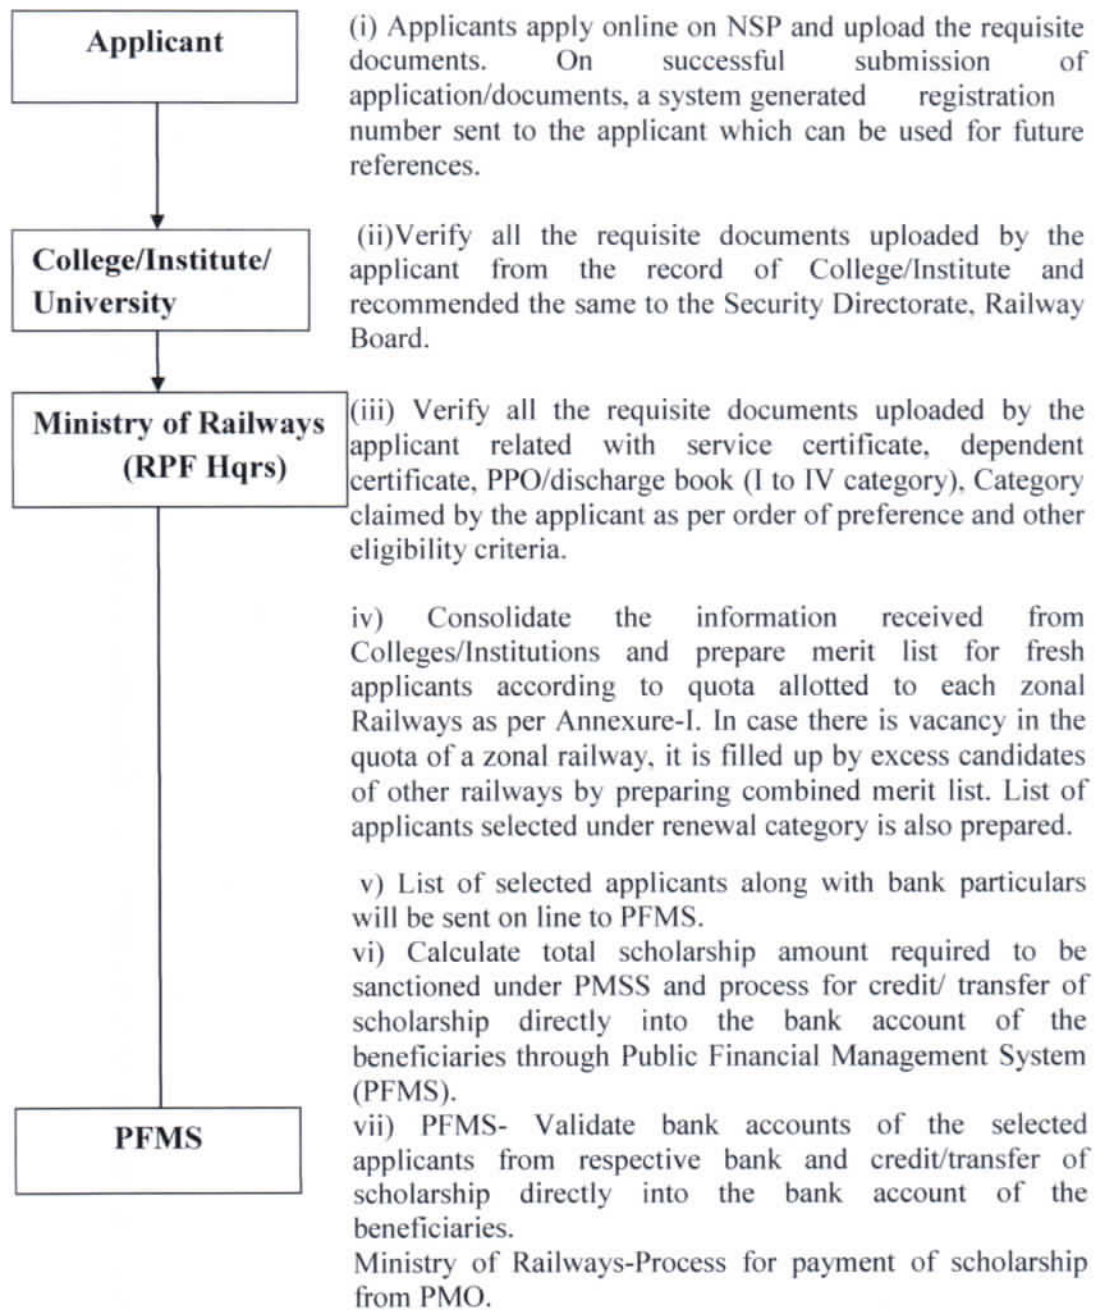 Applicant
(i) Applicants apply online on NSP and upload the requisite
documents. On successful submission of
application/documents, a system generated registration
number sent to the applicant which can be used for future
references.
College/Institute/
University
(ii)Verify all the requisite documents uploaded by the
applicant from the record of College/Institute and
recommended the same to the Security Directorate, Railway
Board.
Ministry of Railways
(RPF Hqrs)
(iii) Verify all the requisite documents uploaded by the
applicant related with service certificate, dependent
certificate, PPO/discharge book (I to IV category), Category
claimed by the applicant as per order of preference and other
eligibility criteria.
iv) Consolidate the information received from
Colleges/Institutions and prepare merit list for fresh
applicants according to quota allotted to each zonal
Railways as per Annexure-I. In case there is vacancy in the
quota of a zonal railway, it is filled up by excess candidates
of other railways by preparing combined merit list. List of
applicants selected under renewal category is also prepared.
v) List of selected applicants along with bank particulars
will be sent on line to PFMS.
vi) Calculate total scholarship amount required to be
sanctioned under PMSS and process for credit/ transfer of
scholarship directly into the bank account of the
beneficiaries through Public Financial Management System
(PFMS).
PFMS
vii) PFMS- Validate bank accounts of the selected
applicants from respective bank and credit/transfer of
scholarship directly into the bank account of the
beneficiaries.
Ministry of Railways-Process for payment of scholarship
from PMO.